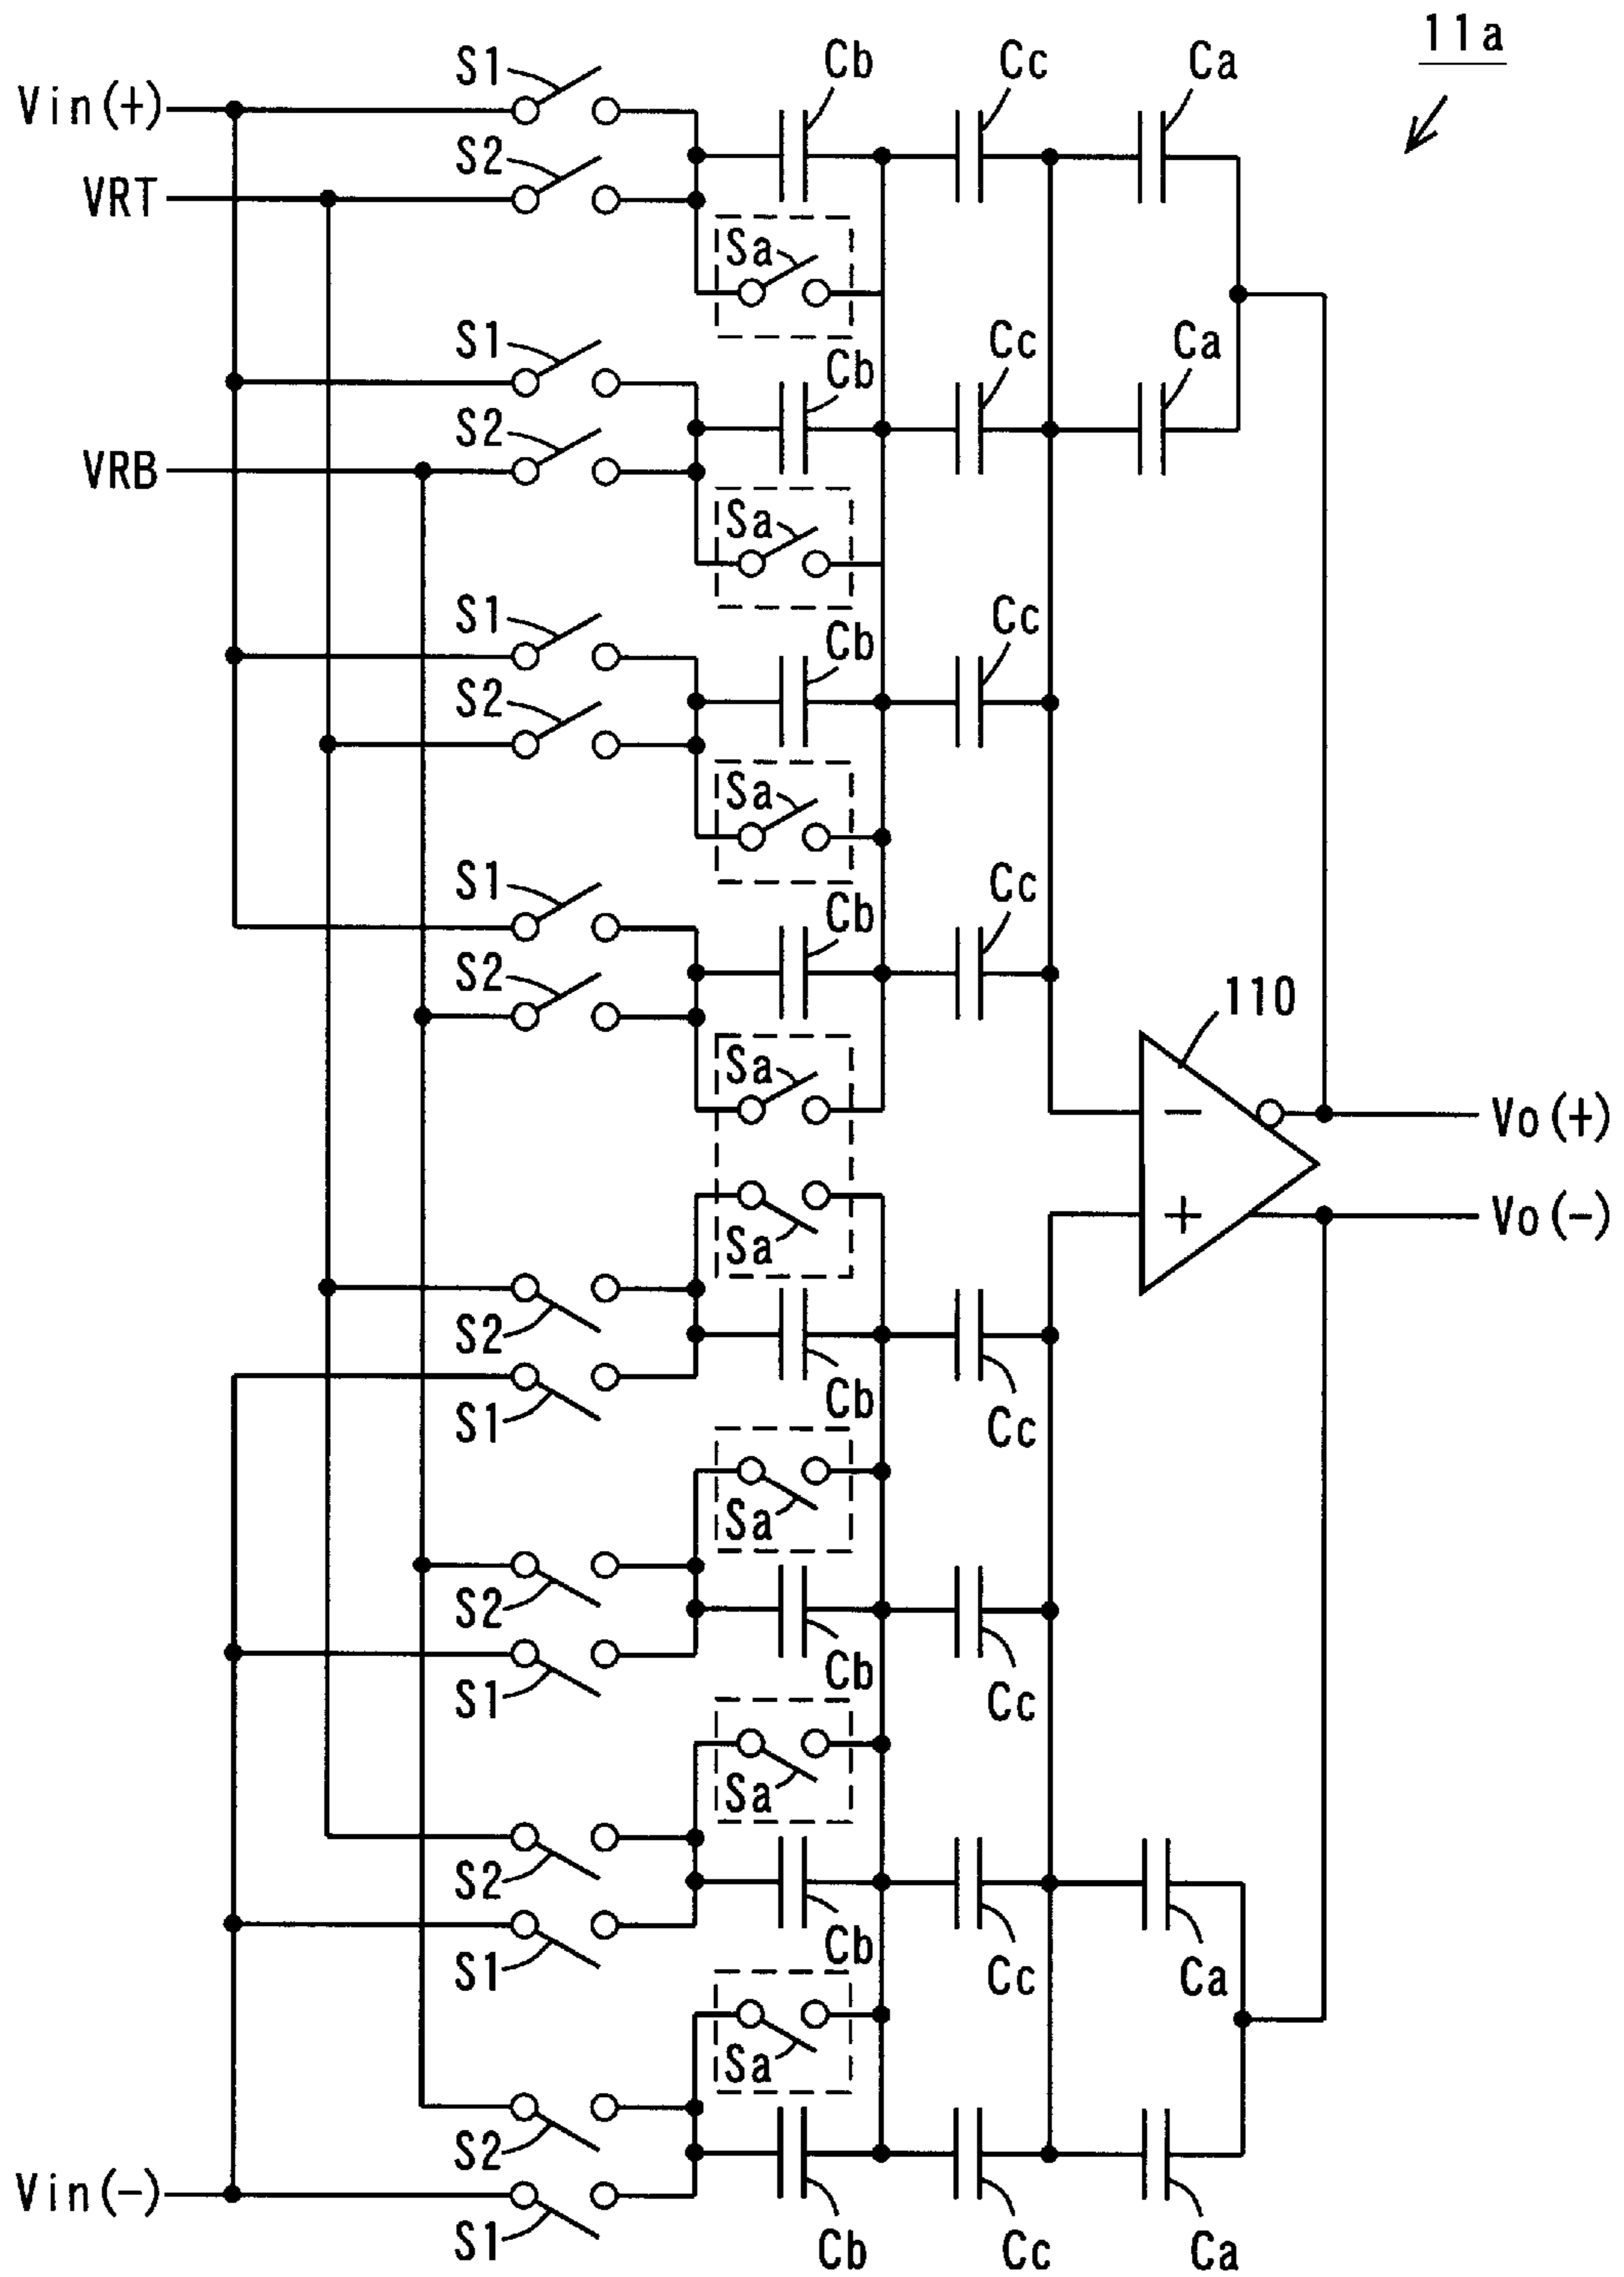 11a
S1 Cb Cc Ca
Vin(+)
S2
VRT
Sa
S1 Cb Cc Ca
S2
VRB
Sa
S1 Cb Cc
S2
Sa
S1 Cb Cc
S2
110
Sa
− Vo(+)
+ Vo(−)
Sa
S2
Cb
S1 Cc
Sa
S2
Cb
S1 Cc
Sa
S2
Cb
S1 Cc Ca
Sa
S2
Vin(−)
S1 Cb Cc Ca